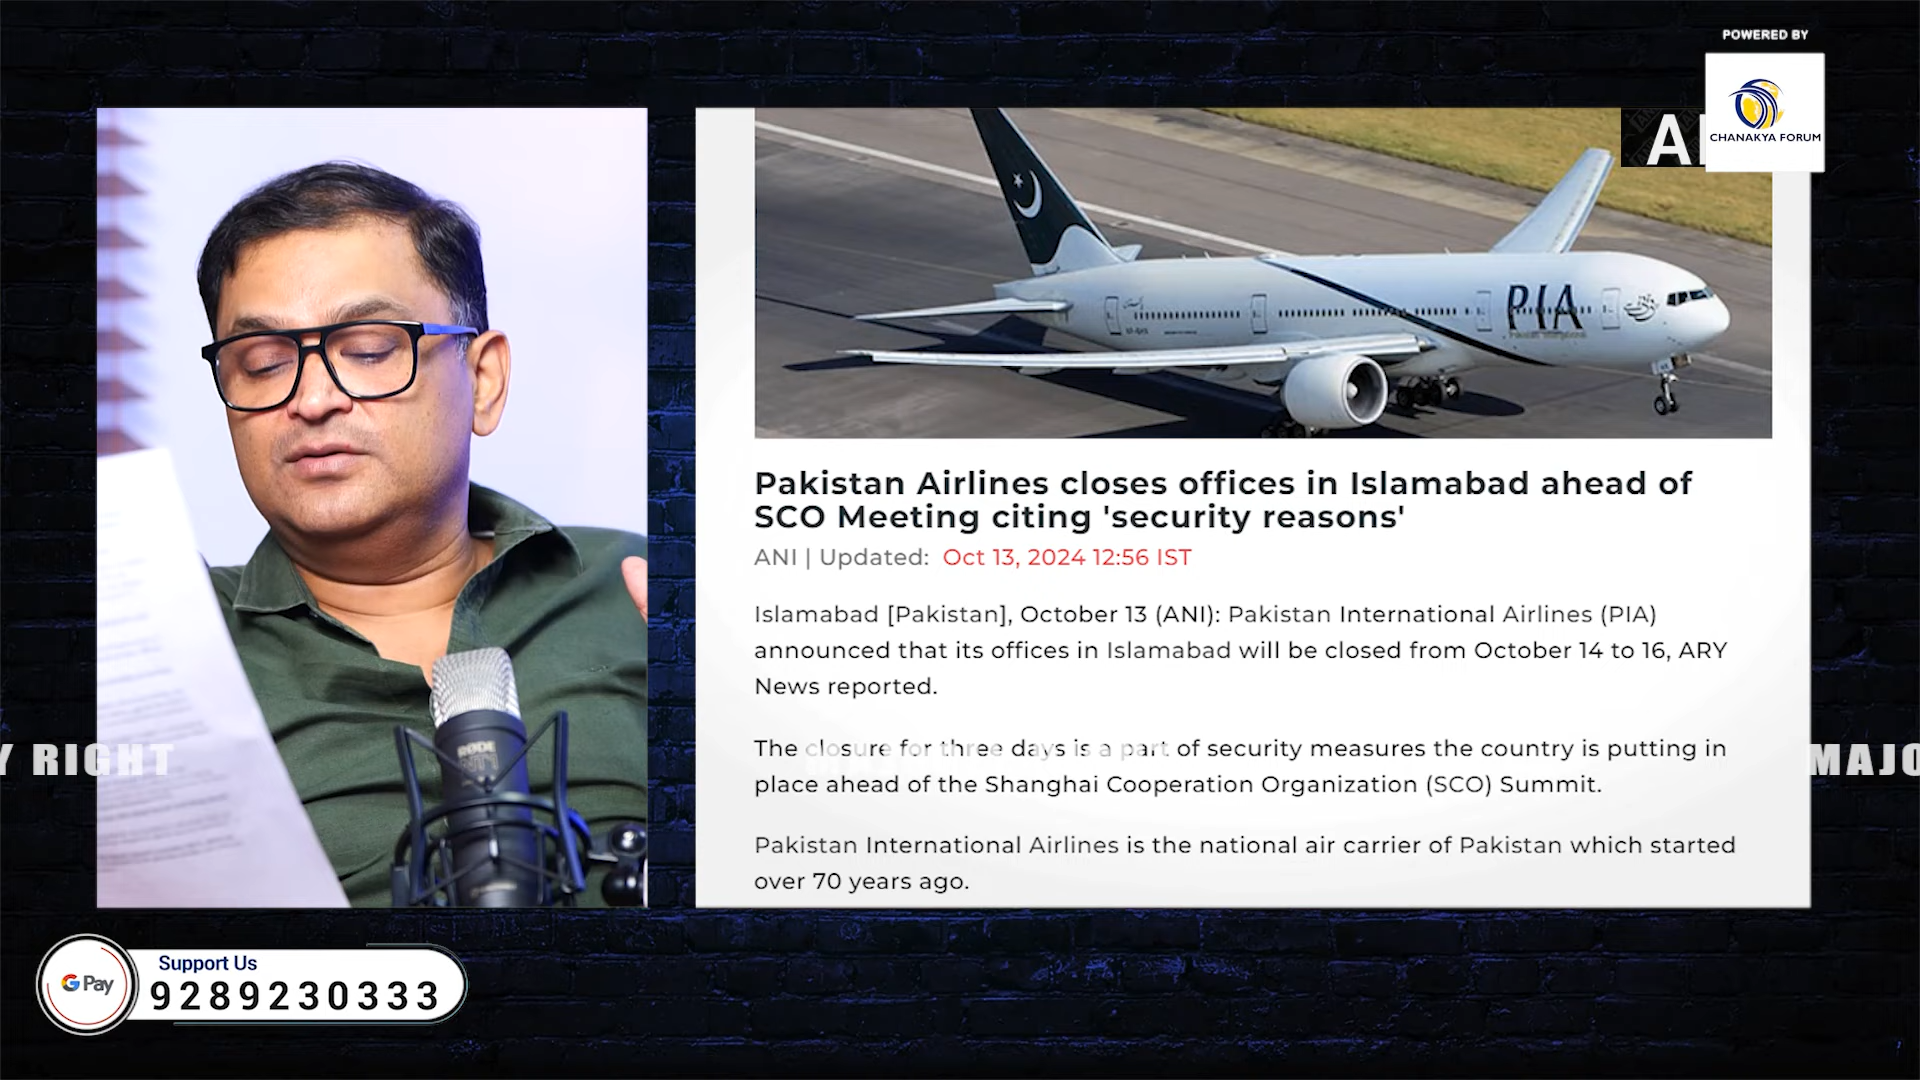 POWERED BY
CHANAKYA FORUM
PIA
Pakistan Airlines closes offices in Islamabad ahead of
SCO Meeting citing 'security reasons'
ANI | Updated: Oct 13, 2024 12:56 IST
Islamabad [Pakistan], October 13 (ANI): Pakistan International Airlines (PIA)
announced that its offices in Islamabad will be closed from October 14 to 16, ARY
News reported.
The closure for three days is a part of security measures the country is putting in
place ahead of the Shanghai Cooperation Organization (SCO) Summit.
Pakistan International Airlines is the national air carrier of Pakistan which started
over 70 years ago.
Y RIGHT
MAJO
RØDE
NT1
G Pay
Support Us
9289230333